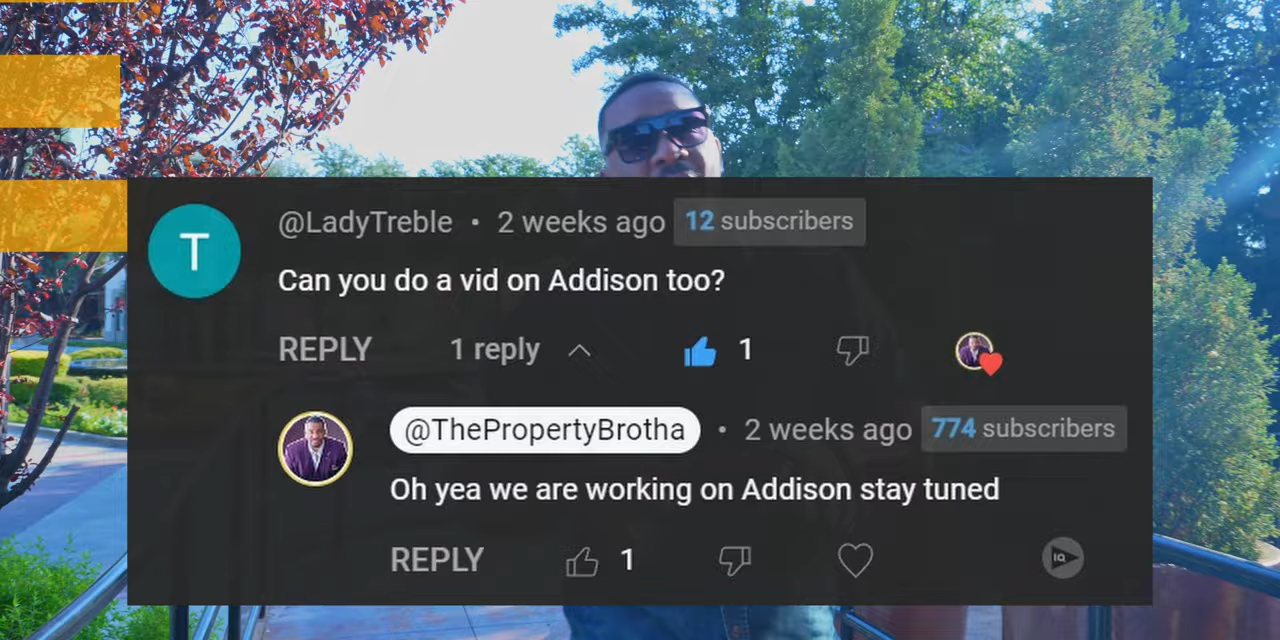 T
@LadyTreble • 2 weeks ago 12 subscribers
Can you do a vid on Addison too?
REPLY 1 reply 1
@ThePropertyBrotha • 2 weeks ago 774 subscribers
Oh yea we are working on Addison stay tuned
REPLY 1
IQ